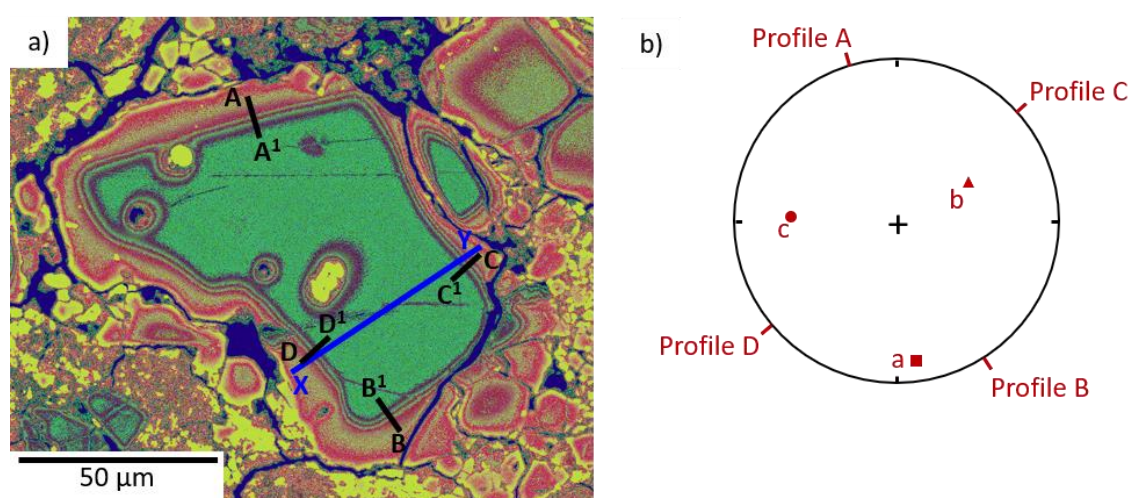 a)
A
A¹
Y
C
C¹
D¹
D
X
B¹
B
50 µm
b)
Profile A
Profile C
b
c
Profile D
a
Profile B